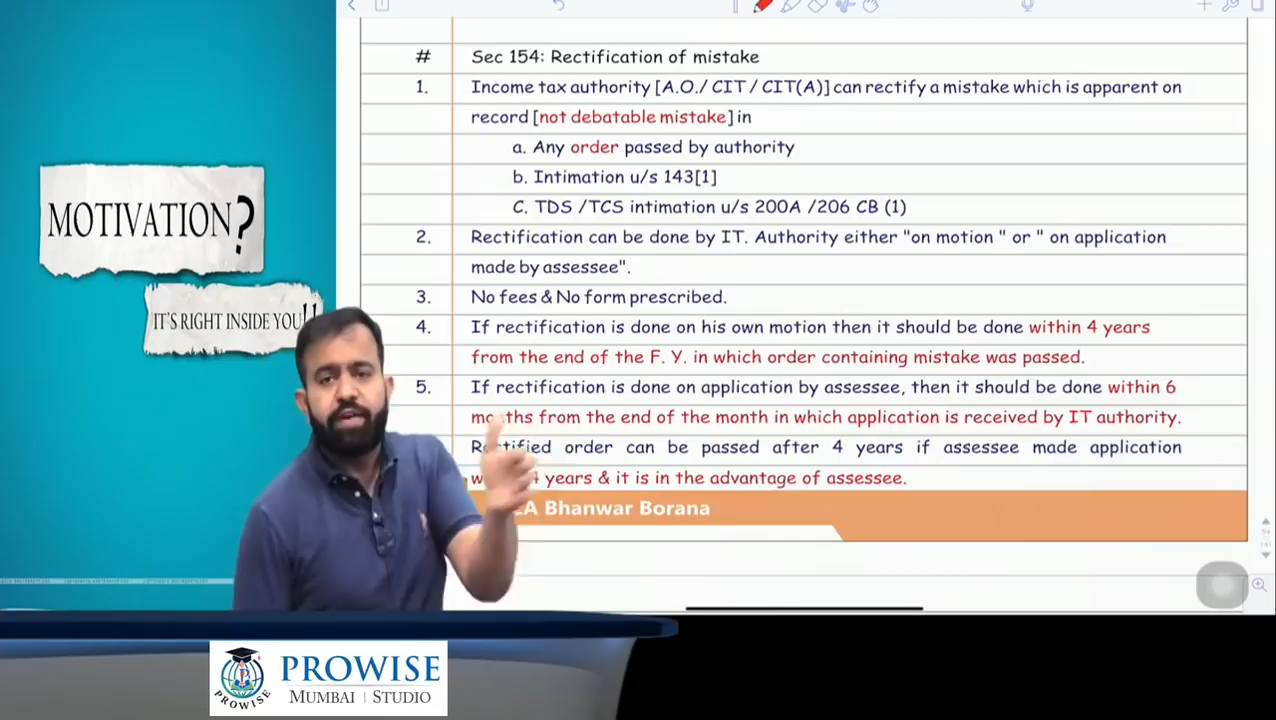 MOTIVATION?
IT'S RIGHT INSIDE YOU!!
# Sec 154: Rectification of mistake
1. Income tax authority [A.O./ CIT / CIT(A)] can rectify a mistake which is apparent on
record [not debatable mistake] in
a. Any order passed by authority
b. Intimation u/s 143[1]
C. TDS /TCS intimation u/s 200A /206 CB (1)
2. Rectification can be done by IT. Authority either "on motion " or " on application
made by assessee".
3. No fees & No form prescribed.
4. If rectification is done on his own motion then it should be done within 4 years
from the end of the F. Y. in which order containing mistake was passed.
5. If rectification is done on application by assessee, then it should be done within 6
months from the end of the month in which application is received by IT authority.
Rectified order can be passed after 4 years if assessee made application
years & it is in the advantage of assessee.
CA Bhanwar Borana
PROWISE
PROWISE
MUMBAI | STUDIO